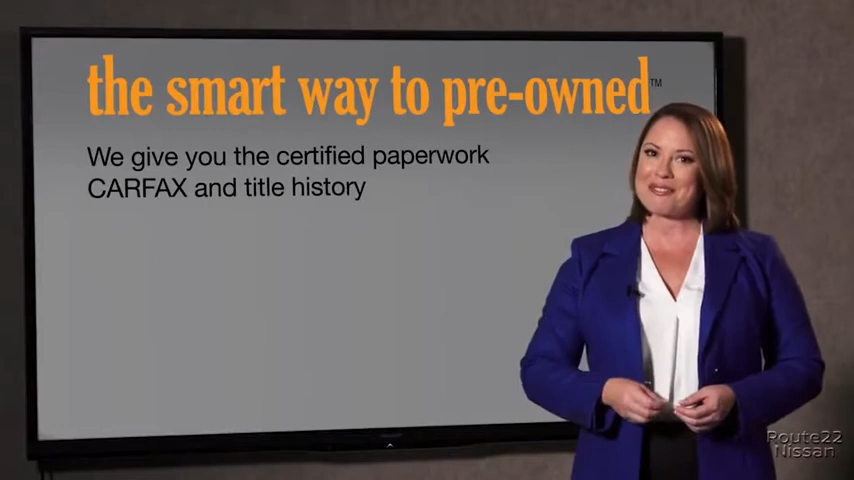 the smart way to pre-owned™
We give you the certified paperwork
CARFAX and title history
Route22
Nissan